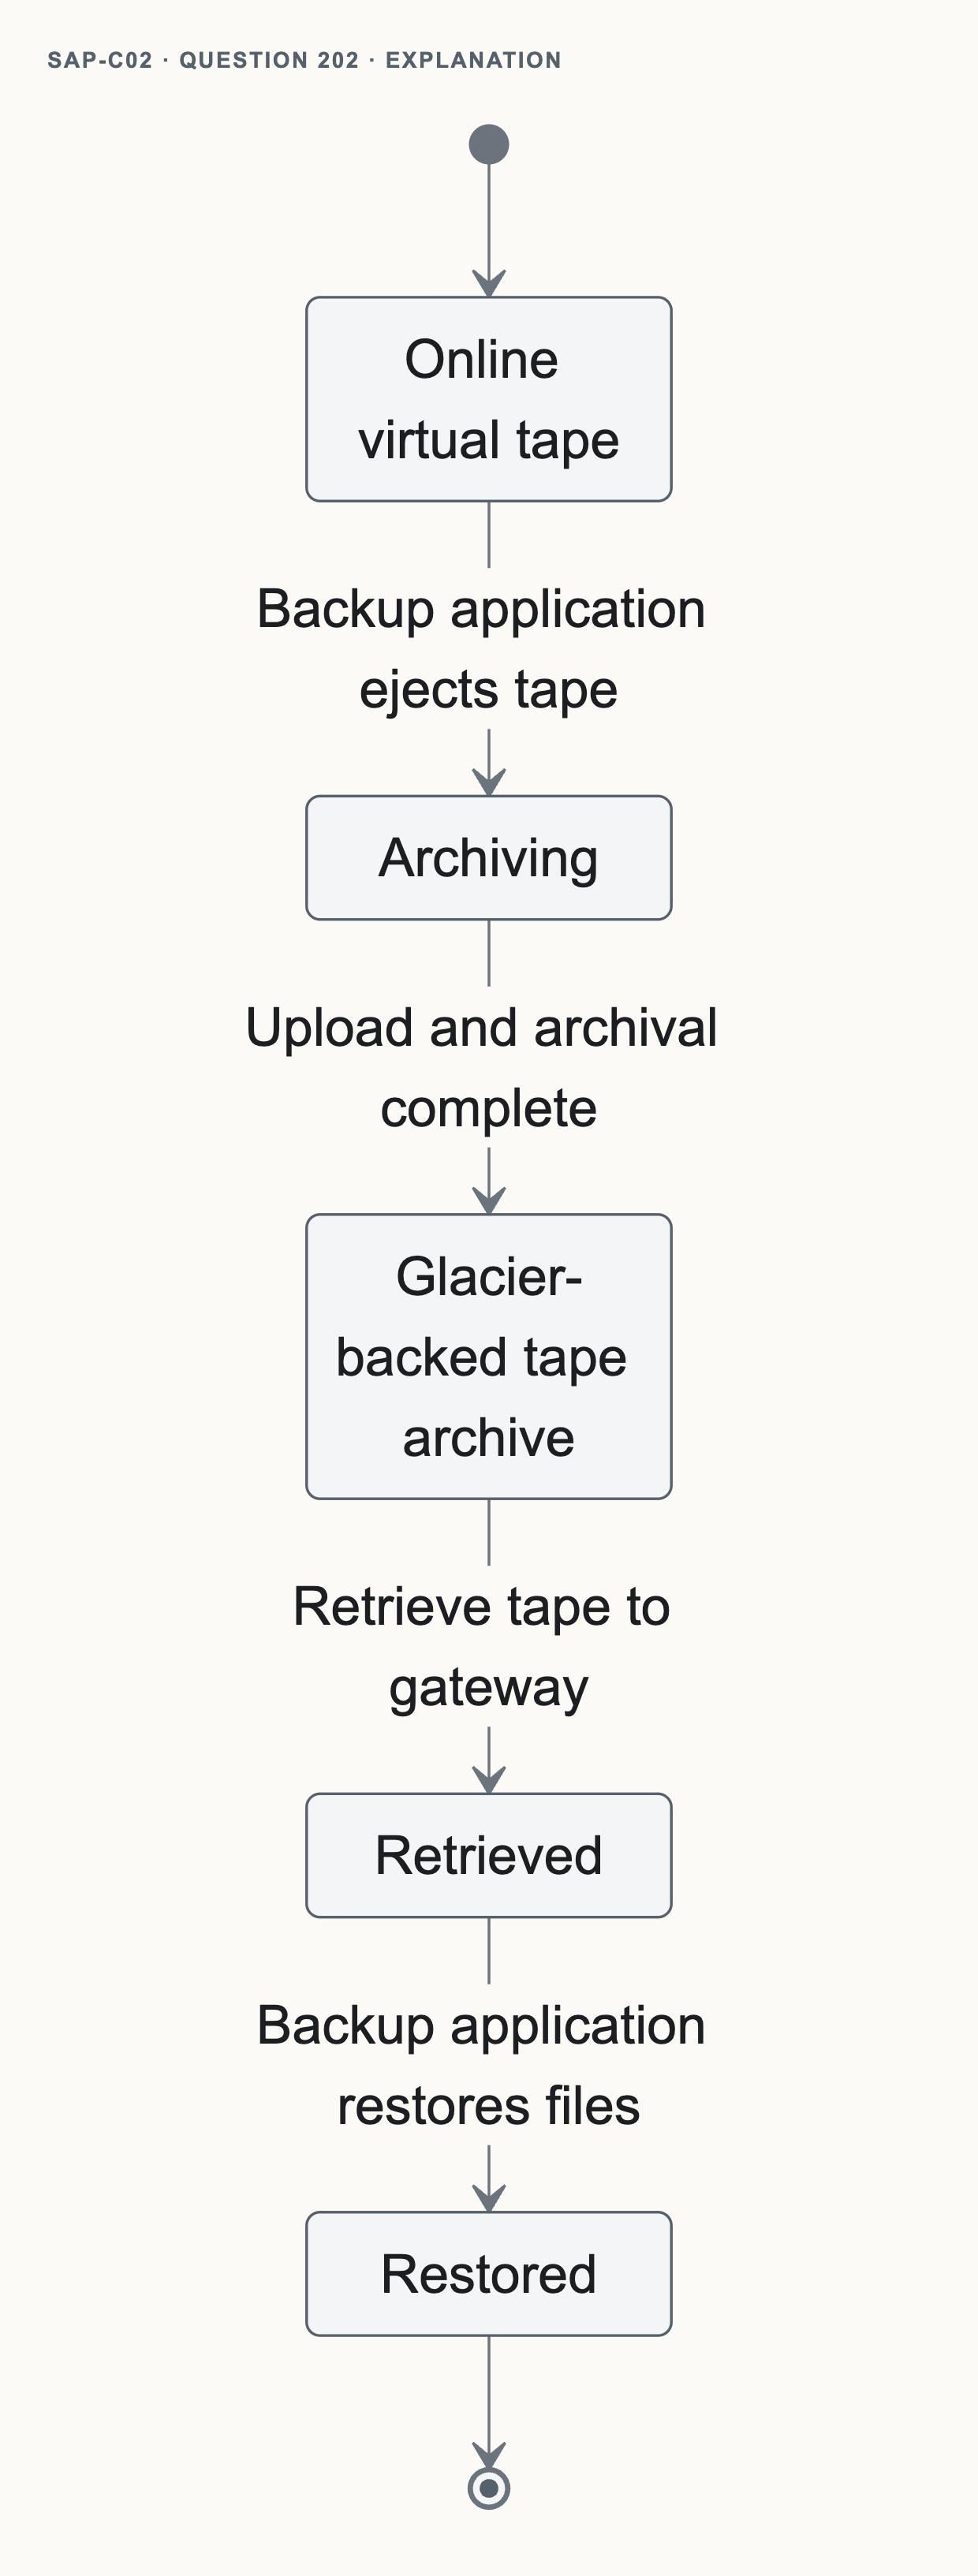 SAP-C02 · QUESTION 202 · EXPLANATION
Online
virtual tape
Backup application
ejects tape
Archiving
Upload and archival
complete
Glacier-
backed tape
archive
Retrieve tape to
gateway
Retrieved
Backup application
restores files
Restored